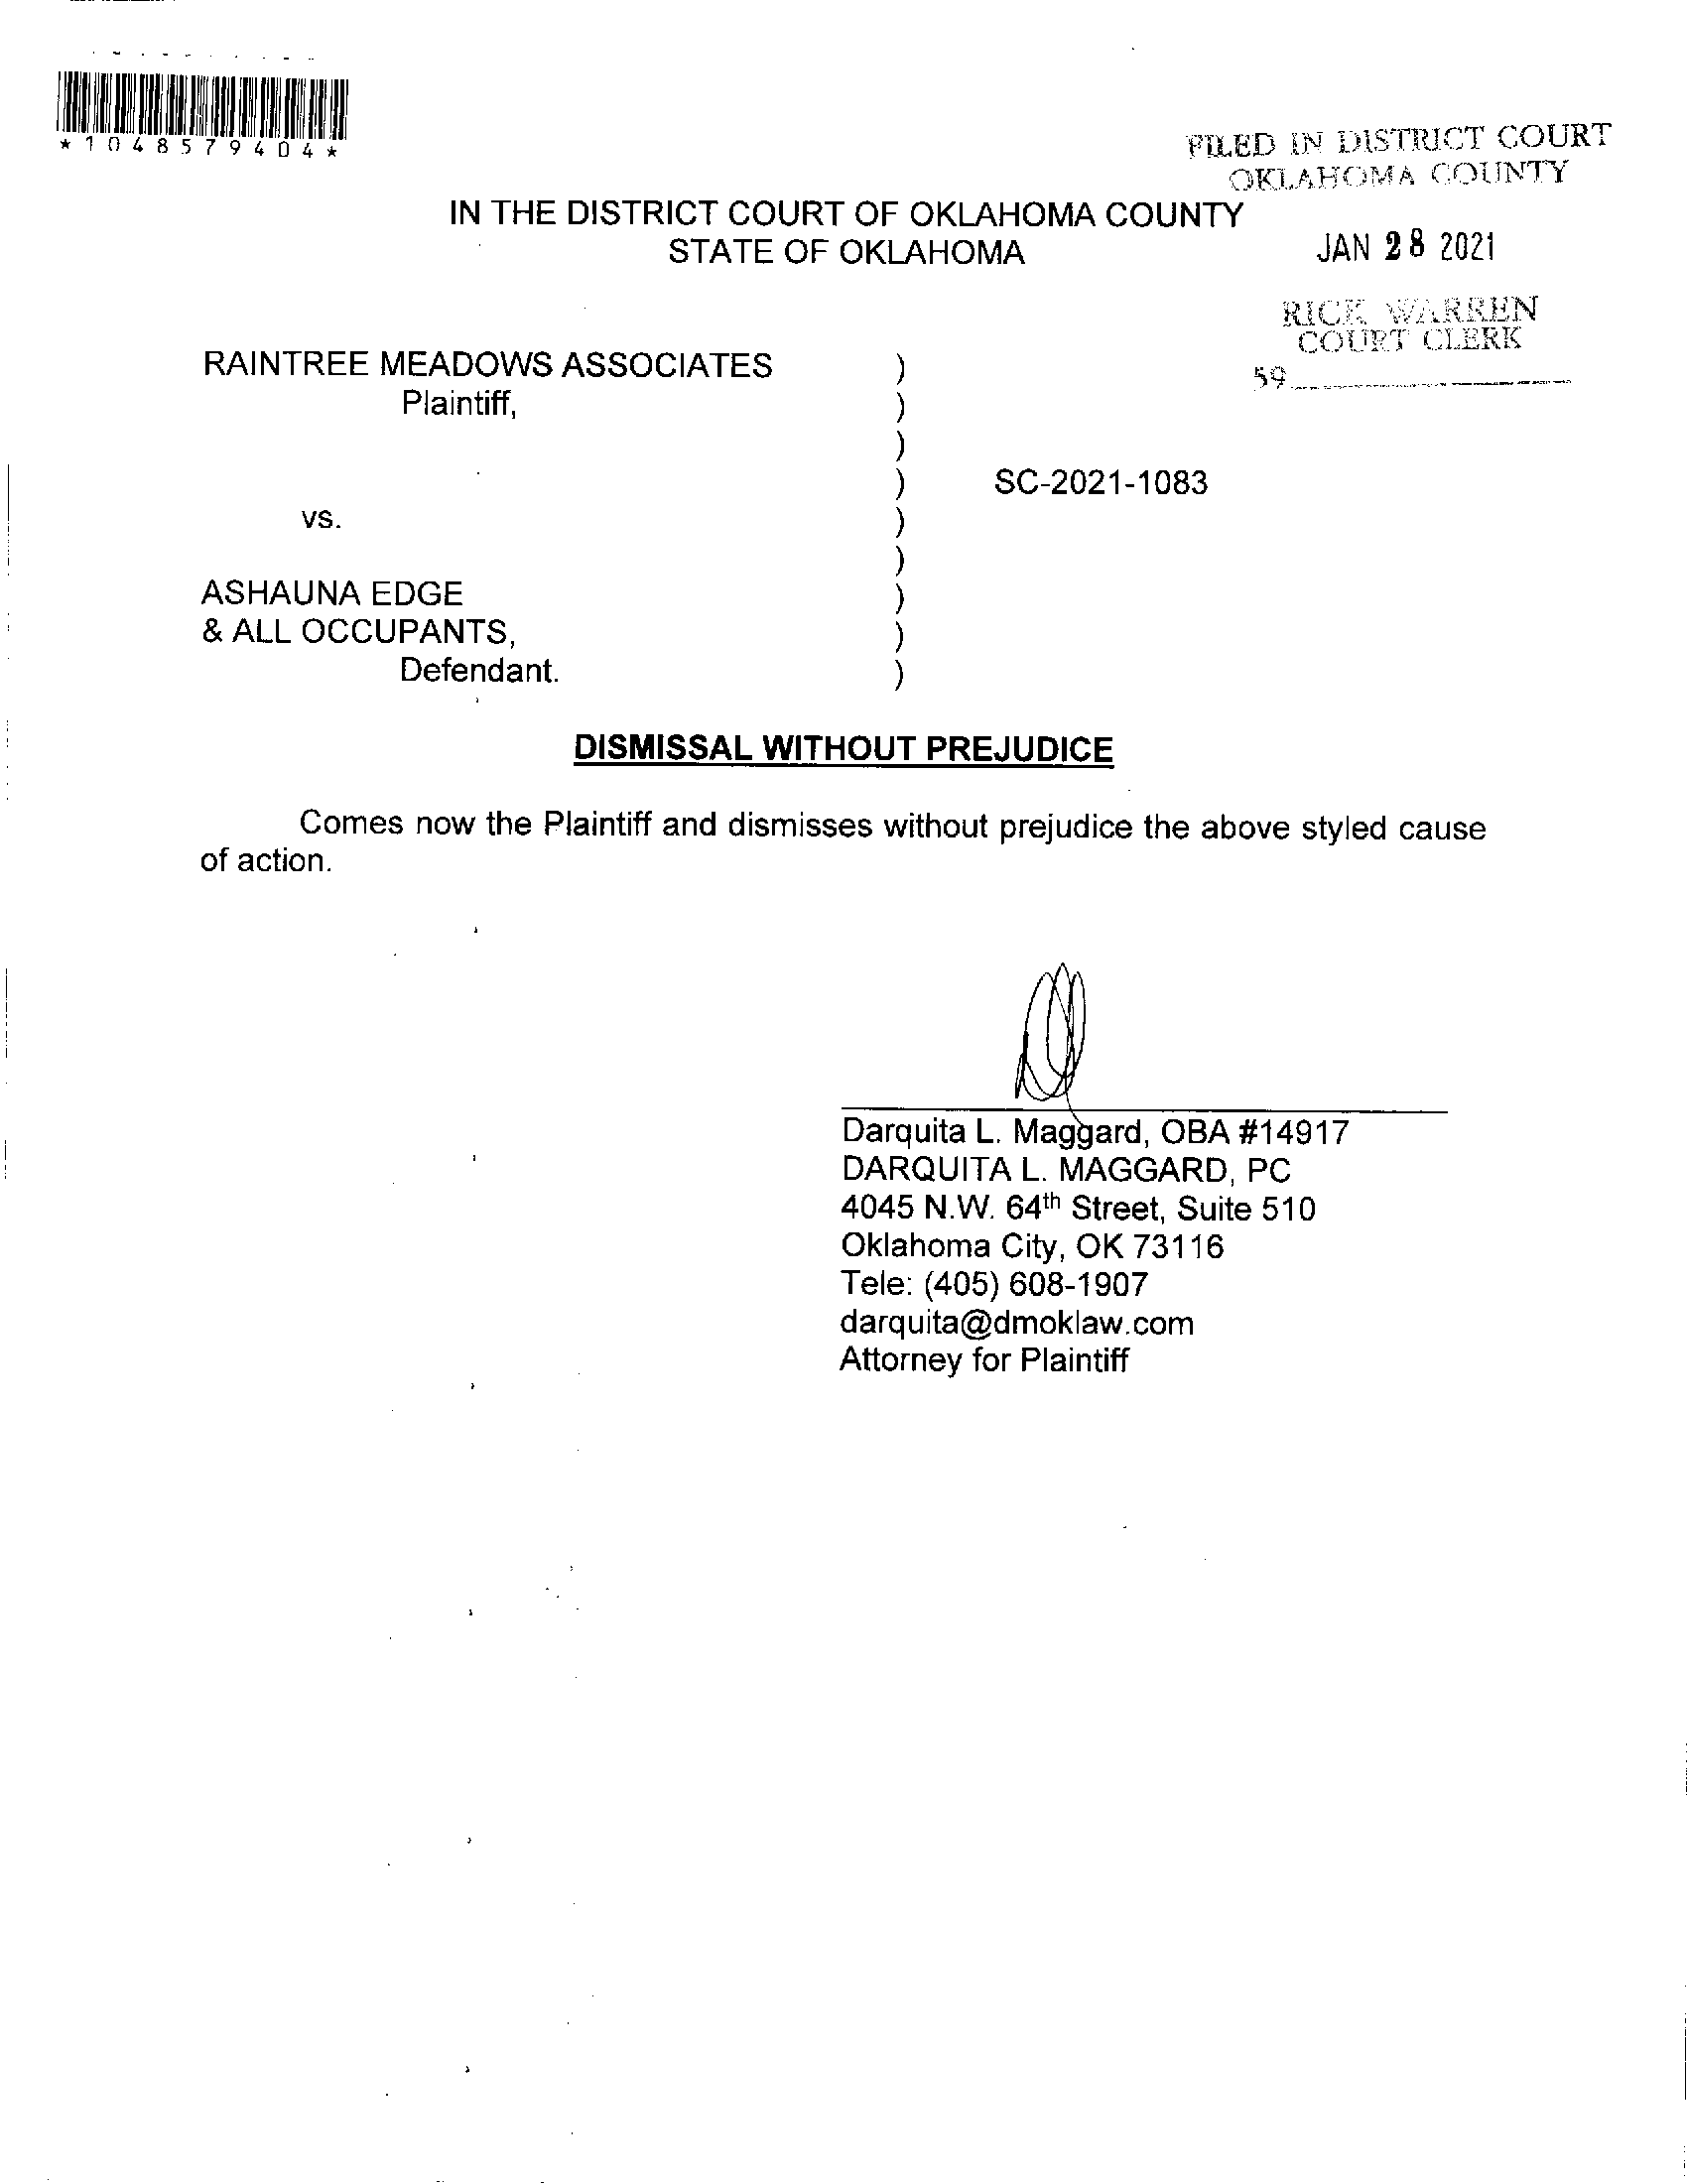 *1048579404*
FILED IN DISTRICT COURT
OKLAHOMA COUNTY
IN THE DISTRICT COURT OF OKLAHOMA COUNTY
STATE OF OKLAHOMA
JAN 28 2021
RICK WARREN
COURT CLERK
59
RAINTREE MEADOWS ASSOCIATES )
Plaintiff, )
)
) SC-2021-1083
vs. )
)
ASHAUNA EDGE )
& ALL OCCUPANTS, )
Defendant. )
DISMISSAL WITHOUT PREJUDICE
Comes now the Plaintiff and dismisses without prejudice the above styled cause
of action.
Darquita L. Maggard, OBA #14917
DARQUITA L. MAGGARD, PC
4045 N.W. 64th Street, Suite 510
Oklahoma City, OK 73116
Tele: (405) 608-1907
darquita@dmoklaw.com
Attorney for Plaintiff